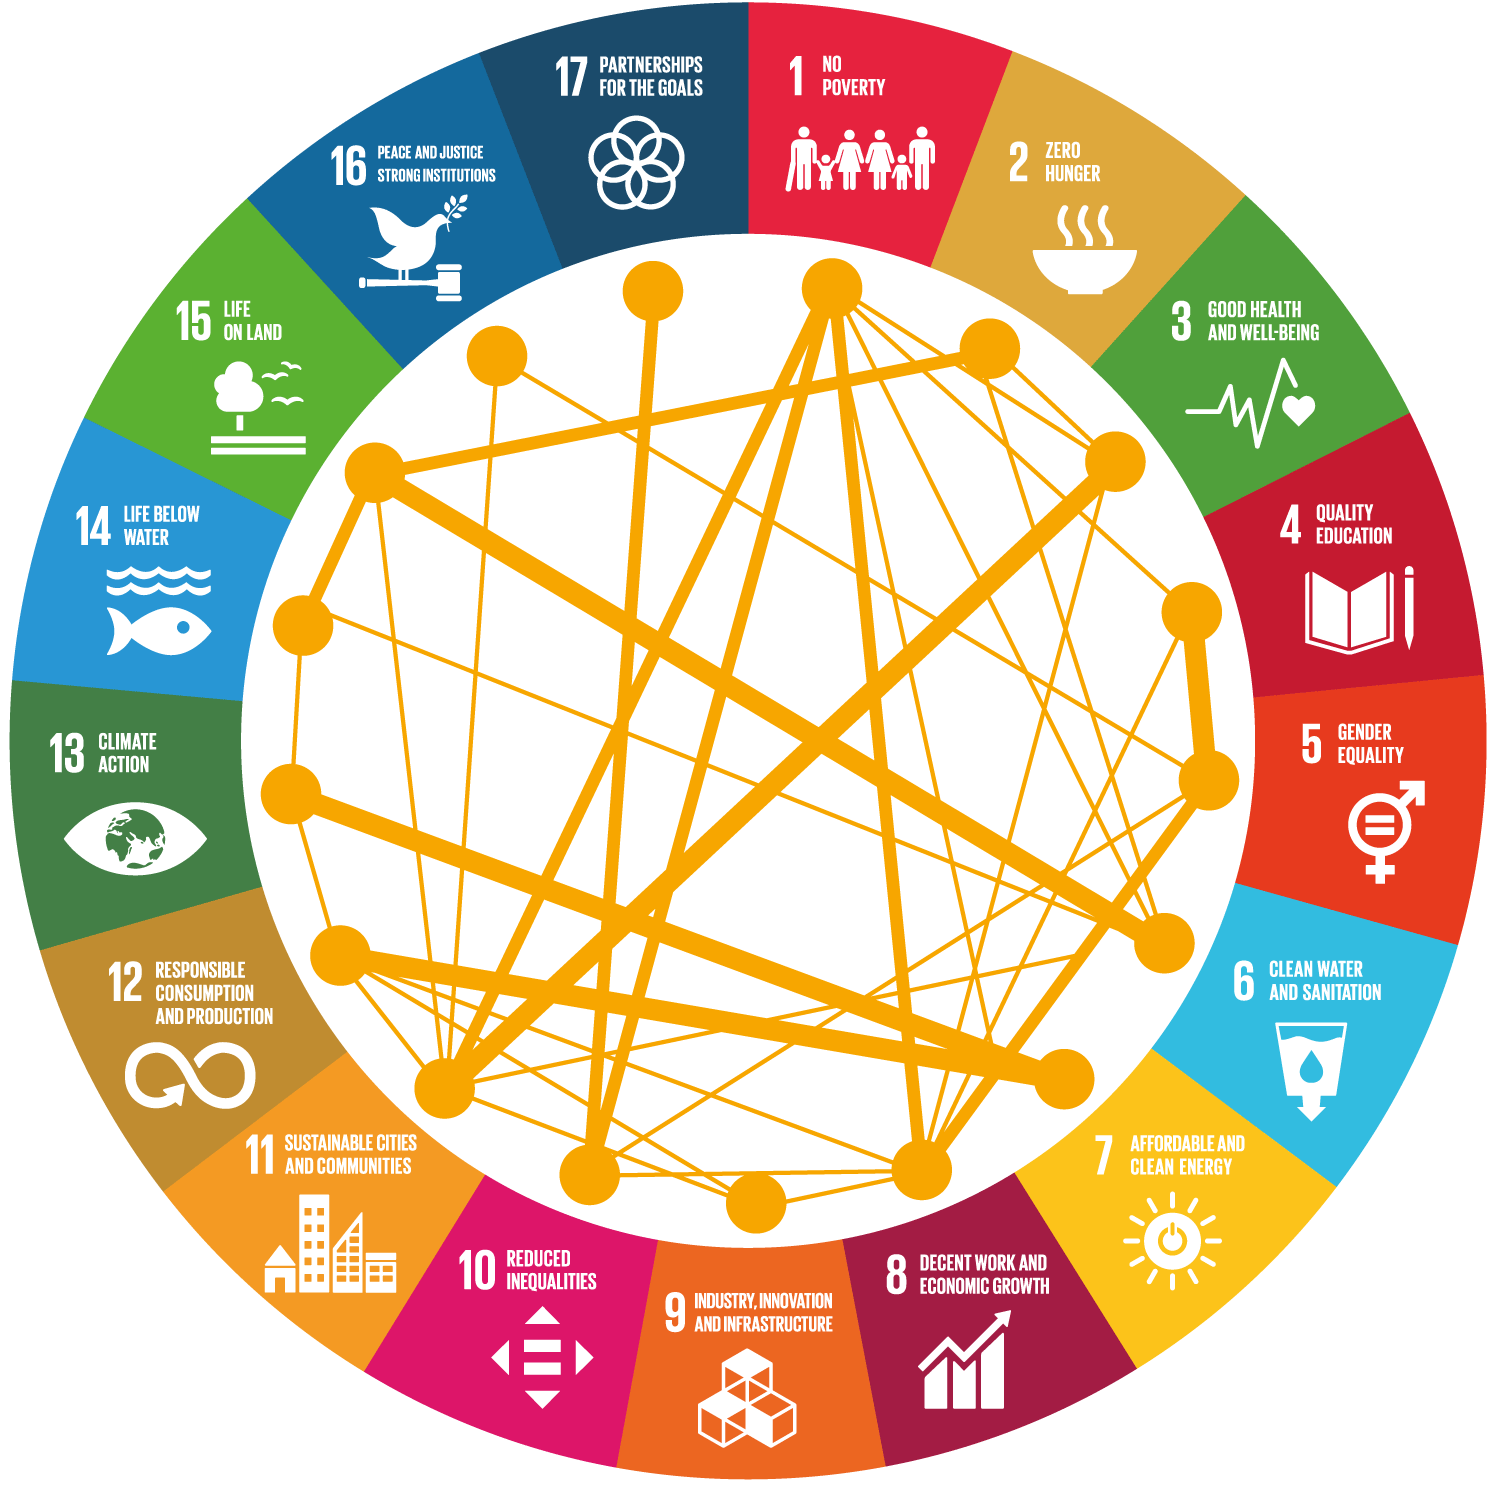 1 NO
POVERTY
2 ZERO
HUNGER
3 GOOD HEALTH
AND WELL-BEING
4 QUALITY
EDUCATION
5 GENDER
EQUALITY
6 CLEAN WATER
AND SANITATION
7 AFFORDABLE AND
CLEAN ENERGY
8 DECENT WORK AND
ECONOMIC GROWTH
9 INDUSTRY, INNOVATION
AND INFRASTRUCTURE
10 REDUCED
INEQUALITIES
11 SUSTAINABLE CITIES
AND COMMUNITIES
12 RESPONSIBLE
CONSUMPTION
AND PRODUCTION
13 CLIMATE
ACTION
14 LIFE BELOW
WATER
15 LIFE
ON LAND
16 PEACE AND JUSTICE
STRONG INSTITUTIONS
17 PARTNERSHIPS
FOR THE GOALS